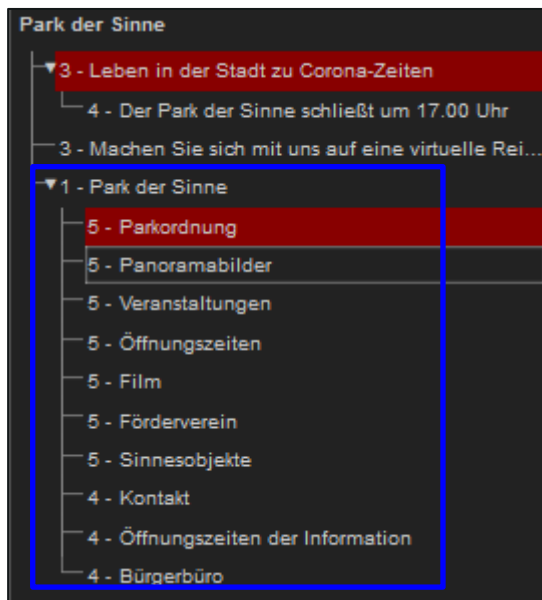 Park der Sinne
3 - Leben in der Stadt zu Corona-Zeiten
4 - Der Park der Sinne schließt um 17.00 Uhr
3 - Machen Sie sich mit uns auf eine virtuelle Rei...
1 - Park der Sinne
5 - Parkordnung
5 - Panoramabilder
5 - Veranstaltungen
5 - Öffnungszeiten
5 - Film
5 - Förderverein
5 - Sinnesobjekte
4 - Kontakt
4 - Öffnungszeiten der Information
4 - Bürgerbüro